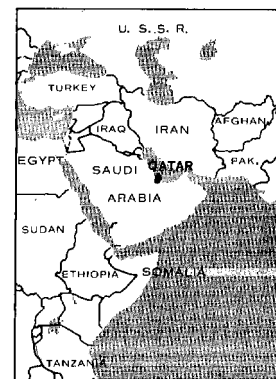 U. S. S. R.
TURKEY
IRAQ
IRAN
AFGHAN.
EGYPT
SAUDI
QATAR
PAK.
ARABIA
SUDAN
ETHIOPIA
SOMALIA
TANZANIA